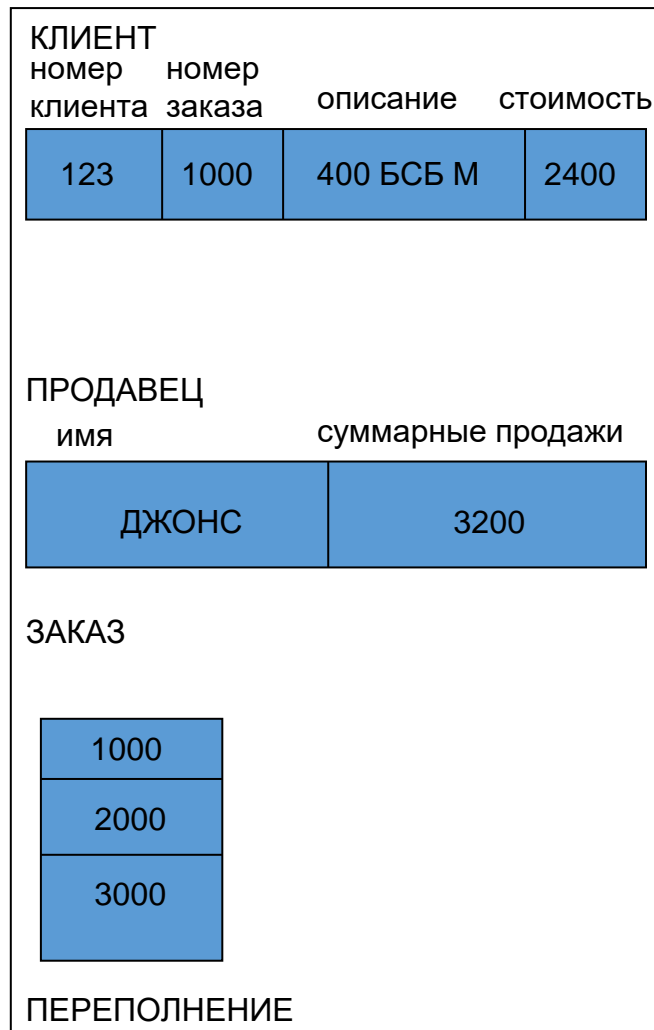 КЛИЕНТ
номер номер
клиента заказа описание стоимость
123 1000 400 БСБ М 2400
ПРОДАВЕЦ
имя суммарные продажи
ДЖОНС 3200
ЗАКАЗ
1000
2000
3000
ПЕРЕПОЛНЕНИЕ